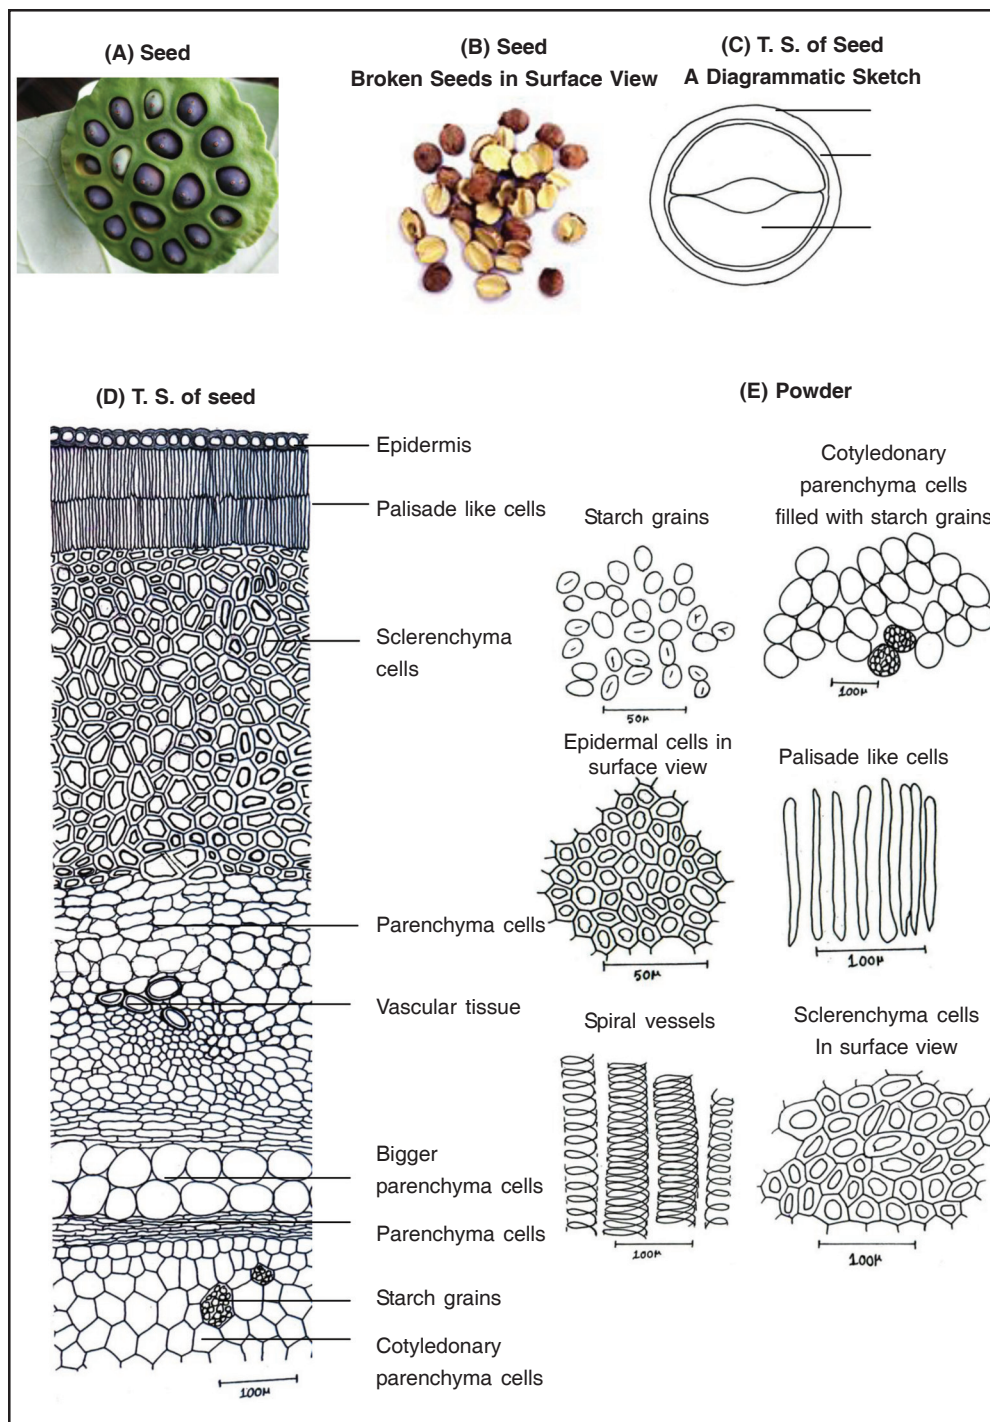 (A) Seed
(B) Seed
Broken Seeds in Surface View
(C) T. S. of Seed
A Diagrammatic Sketch
(D) T. S. of seed
Epidermis
Palisade like cells
Sclerenchyma
cells
Parenchyma cells
Vascular tissue
Bigger
parenchyma cells
Parenchyma cells
Starch grains
Cotyledonary
parenchyma cells
100μ
(E) Powder
Starch grains
50μ
Cotyledonary
parenchyma cells
filled with starch grains
100μ
Epidermal cells in
surface view
50μ
Palisade like cells
100μ
Spiral vessels
100μ
Sclerenchyma cells
In surface view
100μ